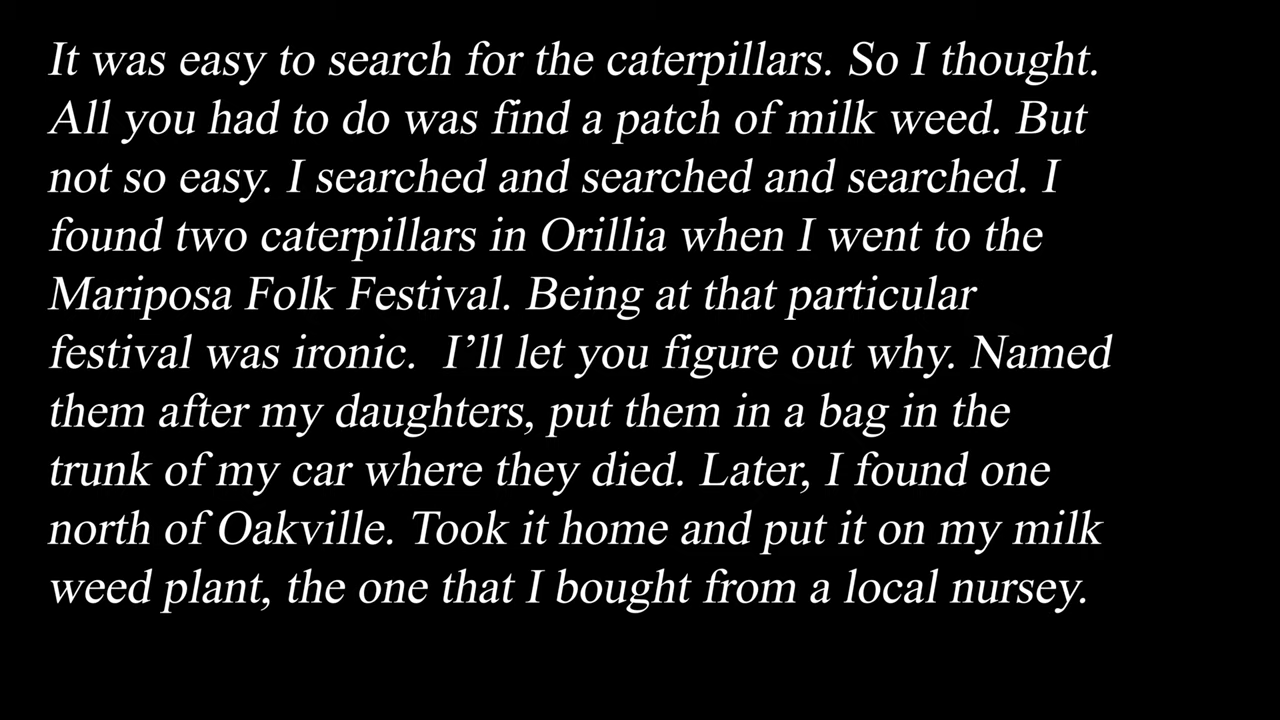 It was easy to search for the caterpillars. So I thought.
All you had to do was find a patch of milk weed. But
not so easy. I searched and searched and searched. I
found two caterpillars in Orillia when I went to the
Mariposa Folk Festival. Being at that particular
festival was ironic.  I’ll let you figure out why. Named
them after my daughters, put them in a bag in the
trunk of my car where they died. Later, I found one
north of Oakville. Took it home and put it on my milk
weed plant, the one that I bought from a local nursey.